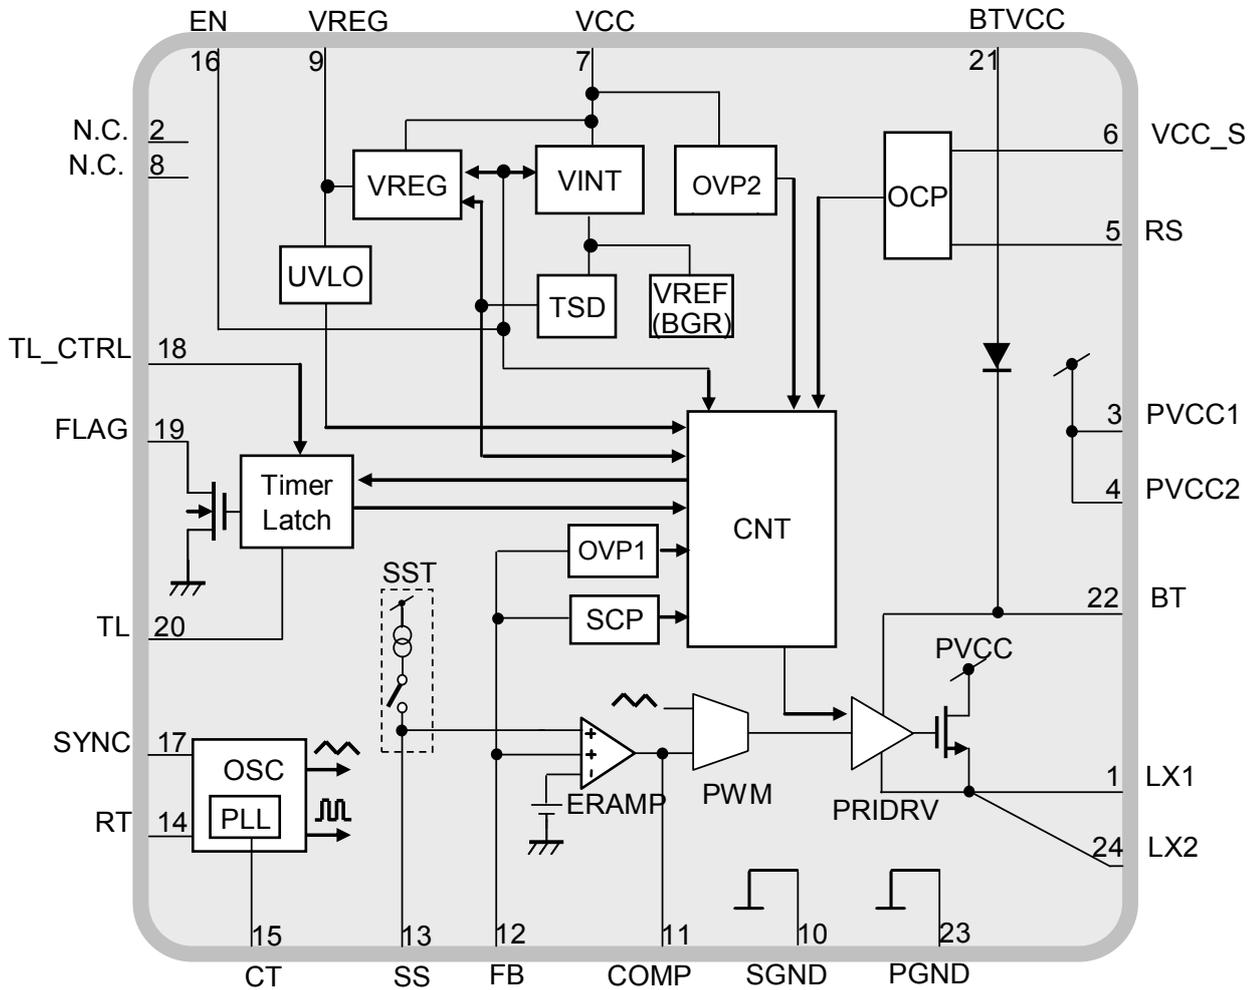 EN VREG VCC BTVCC
16 9 7 21
N.C. 2
N.C. 8
6 VCC_S
5 RS
VREG VINT OVP2 OCP
UVLO
TSD
VREF
(BGR)
TL_CTRL 18
FLAG 19
3 PVCC1
4 PVCC2
Timer
Latch
CNT
OVP1
SCP
SST
TL 20
22 BT
PVCC
SYNC 17
OSC
PLL
RT 14
+
+
-
ERAMP
PWM
PRIDRV
1 LX1
24 LX2
15 13 12 11 10 23
CT SS FB COMP SGND PGND